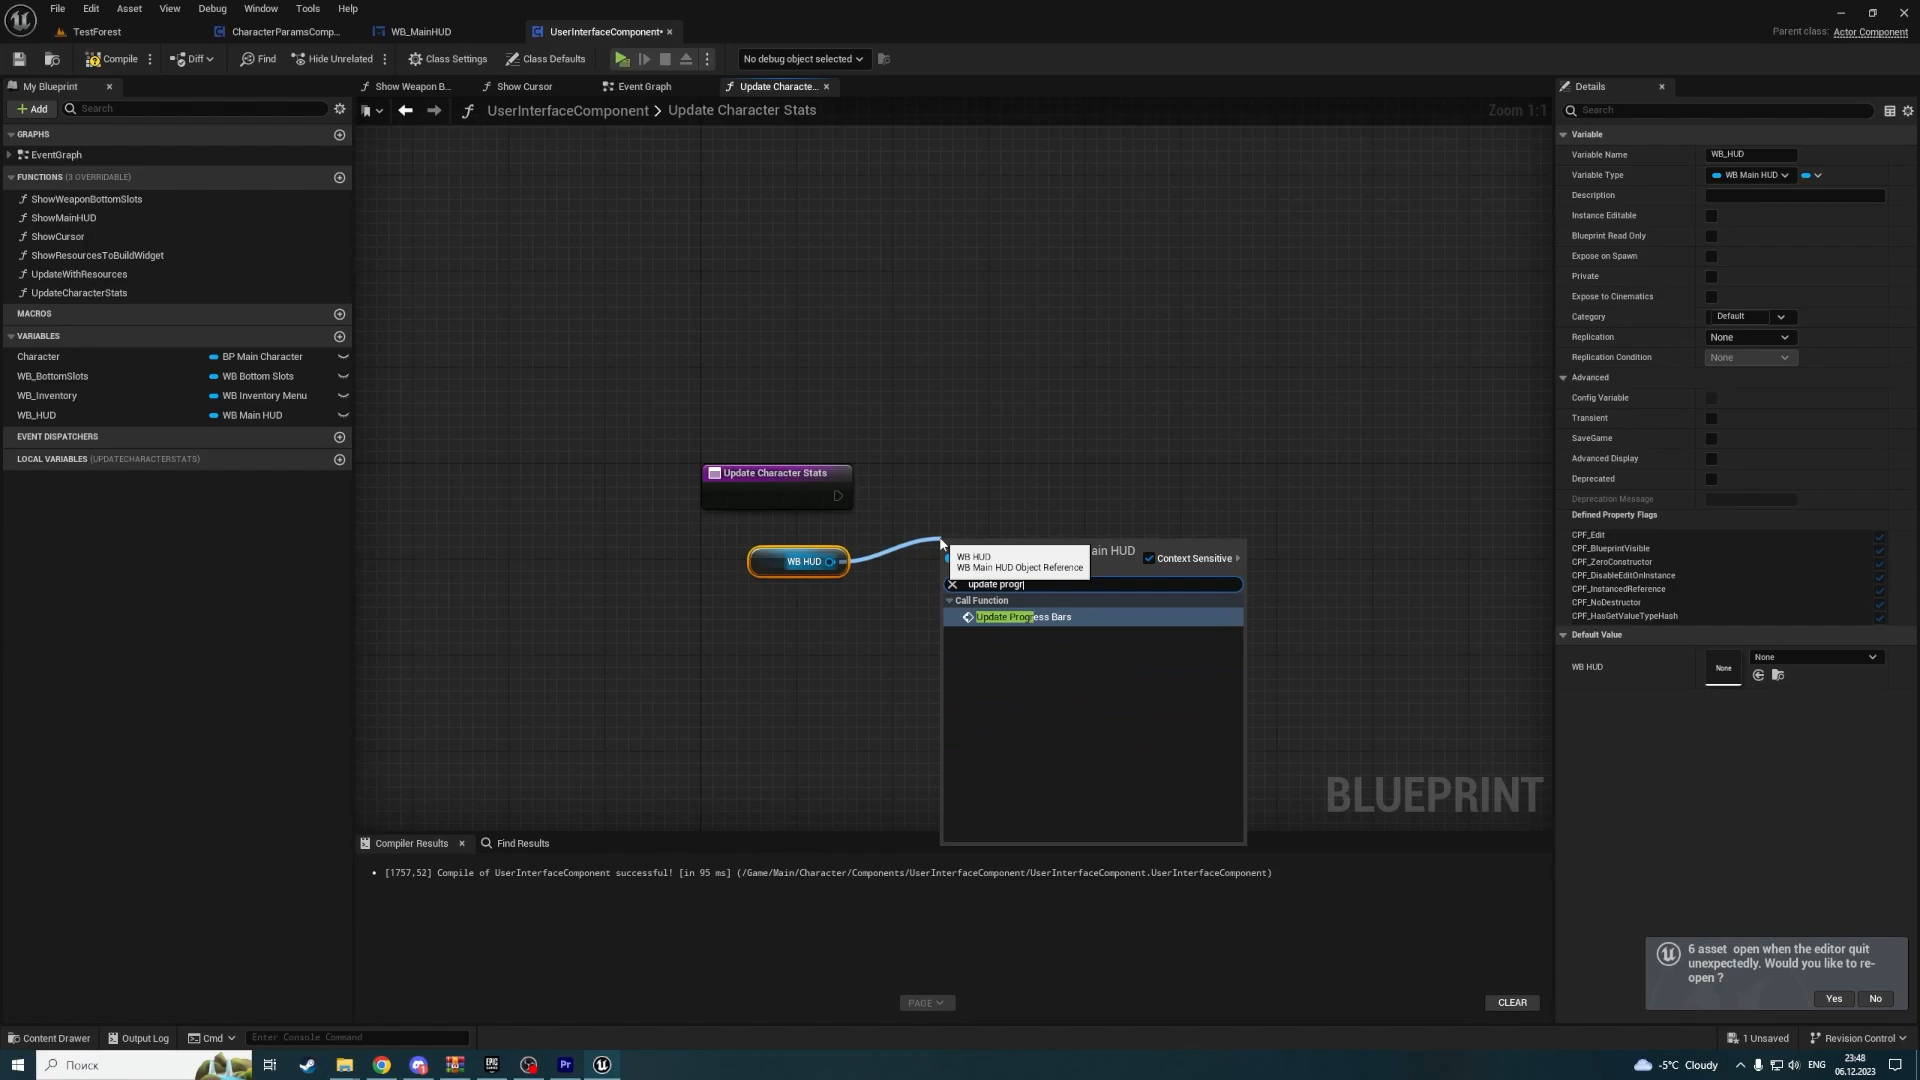 File Edit Asset View Debug Window Tools Help
TestForest CharacterParamsComp... WB_MainHUD UserInterfaceComponent•
Parent class: Actor Component
Compile Diff Find Hide Unrelated Class Settings Class Defaults No debug object selected
My Blueprint Show Weapon B... Show Cursor Event Graph Update Characte... Details
Add Search UserInterfaceComponent > Update Character Stats Zoom 1:1 Search
GRAPHS
EventGraph
FUNCTIONS (3 OVERRIDABLE)
ShowWeaponBottomSlots
ShowMainHUD
ShowCursor
ShowResourcesToBuildWidget
UpdateWithResources
UpdateCharacterStats
MACROS
VARIABLES
Character BP Main Character
WB_BottomSlots WB Bottom Slots
WB_Inventory WB Inventory Menu
WB_HUD WB Main HUD
EVENT DISPATCHERS
LOCAL VARIABLES (UPDATECHARACTERSTATS)
Update Character Stats
WB HUD
ain HUD
Context Sensitive
WB HUD
WB Main HUD Object Reference
update progr
Call Function
Update Progress Bars
BLUEPRINT
Variable
Variable Name WB_HUD
Variable Type WB Main HUD
Description
Instance Editable
Blueprint Read Only
Expose on Spawn
Private
Expose to Cinematics
Category Default
Replication None
Replication Condition None
Advanced
Config Variable
Transient
SaveGame
Advanced Display
Deprecated
Deprecation Message
Defined Property Flags
CPF_Edit
CPF_BlueprintVisible
CPF_ZeroConstructor
CPF_DisableEditOnInstance
CPF_InstancedReference
CPF_NoDestructor
CPF_HasGetValueTypeHash
Default Value
WB HUD None None
Compiler Results Find Results
[1757,52] Compile of UserInterfaceComponent successful! [in 95 ms] (/Game/Main/Character/Components/UserInterfaceComponent/UserInterfaceComponent.UserInterfaceComponent)
6 asset open when the editor quit
unexpectedly. Would you like to re-
open ?
Yes No
PAGE CLEAR
Content Drawer Output Log Cmd Enter Console Command 1 Unsaved Revision Control
Поиск Pr -5°C Cloudy ENG 23:48
06.12.2023